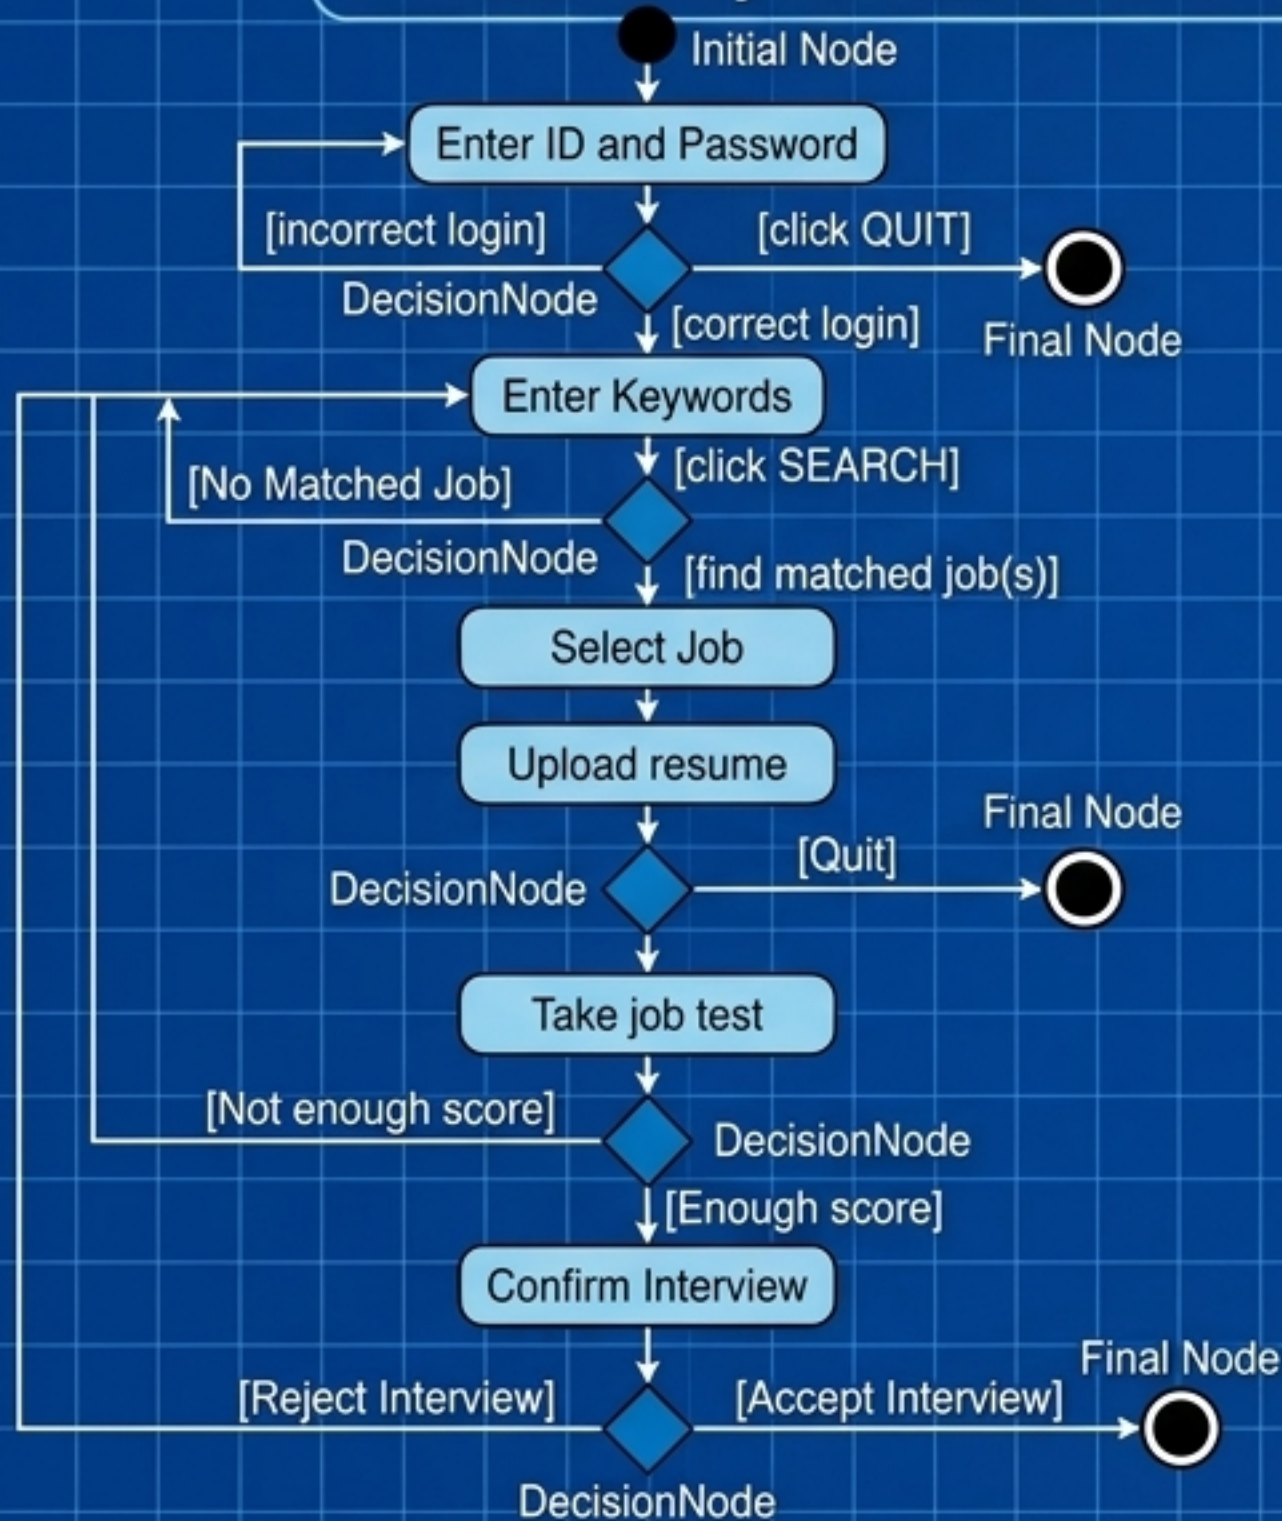 Initial Node
Enter ID and Password
[incorrect login]
[click QUIT]
DecisionNode
[correct login]
Final Node
Enter Keywords
[click SEARCH]
[No Matched Job]
DecisionNode
[find matched job(s)]
Select Job
Upload resume
Final Node
[Quit]
DecisionNode
Take job test
[Not enough score]
DecisionNode
[Enough score]
Confirm Interview
Final Node
[Reject Interview]
[Accept Interview]
DecisionNode